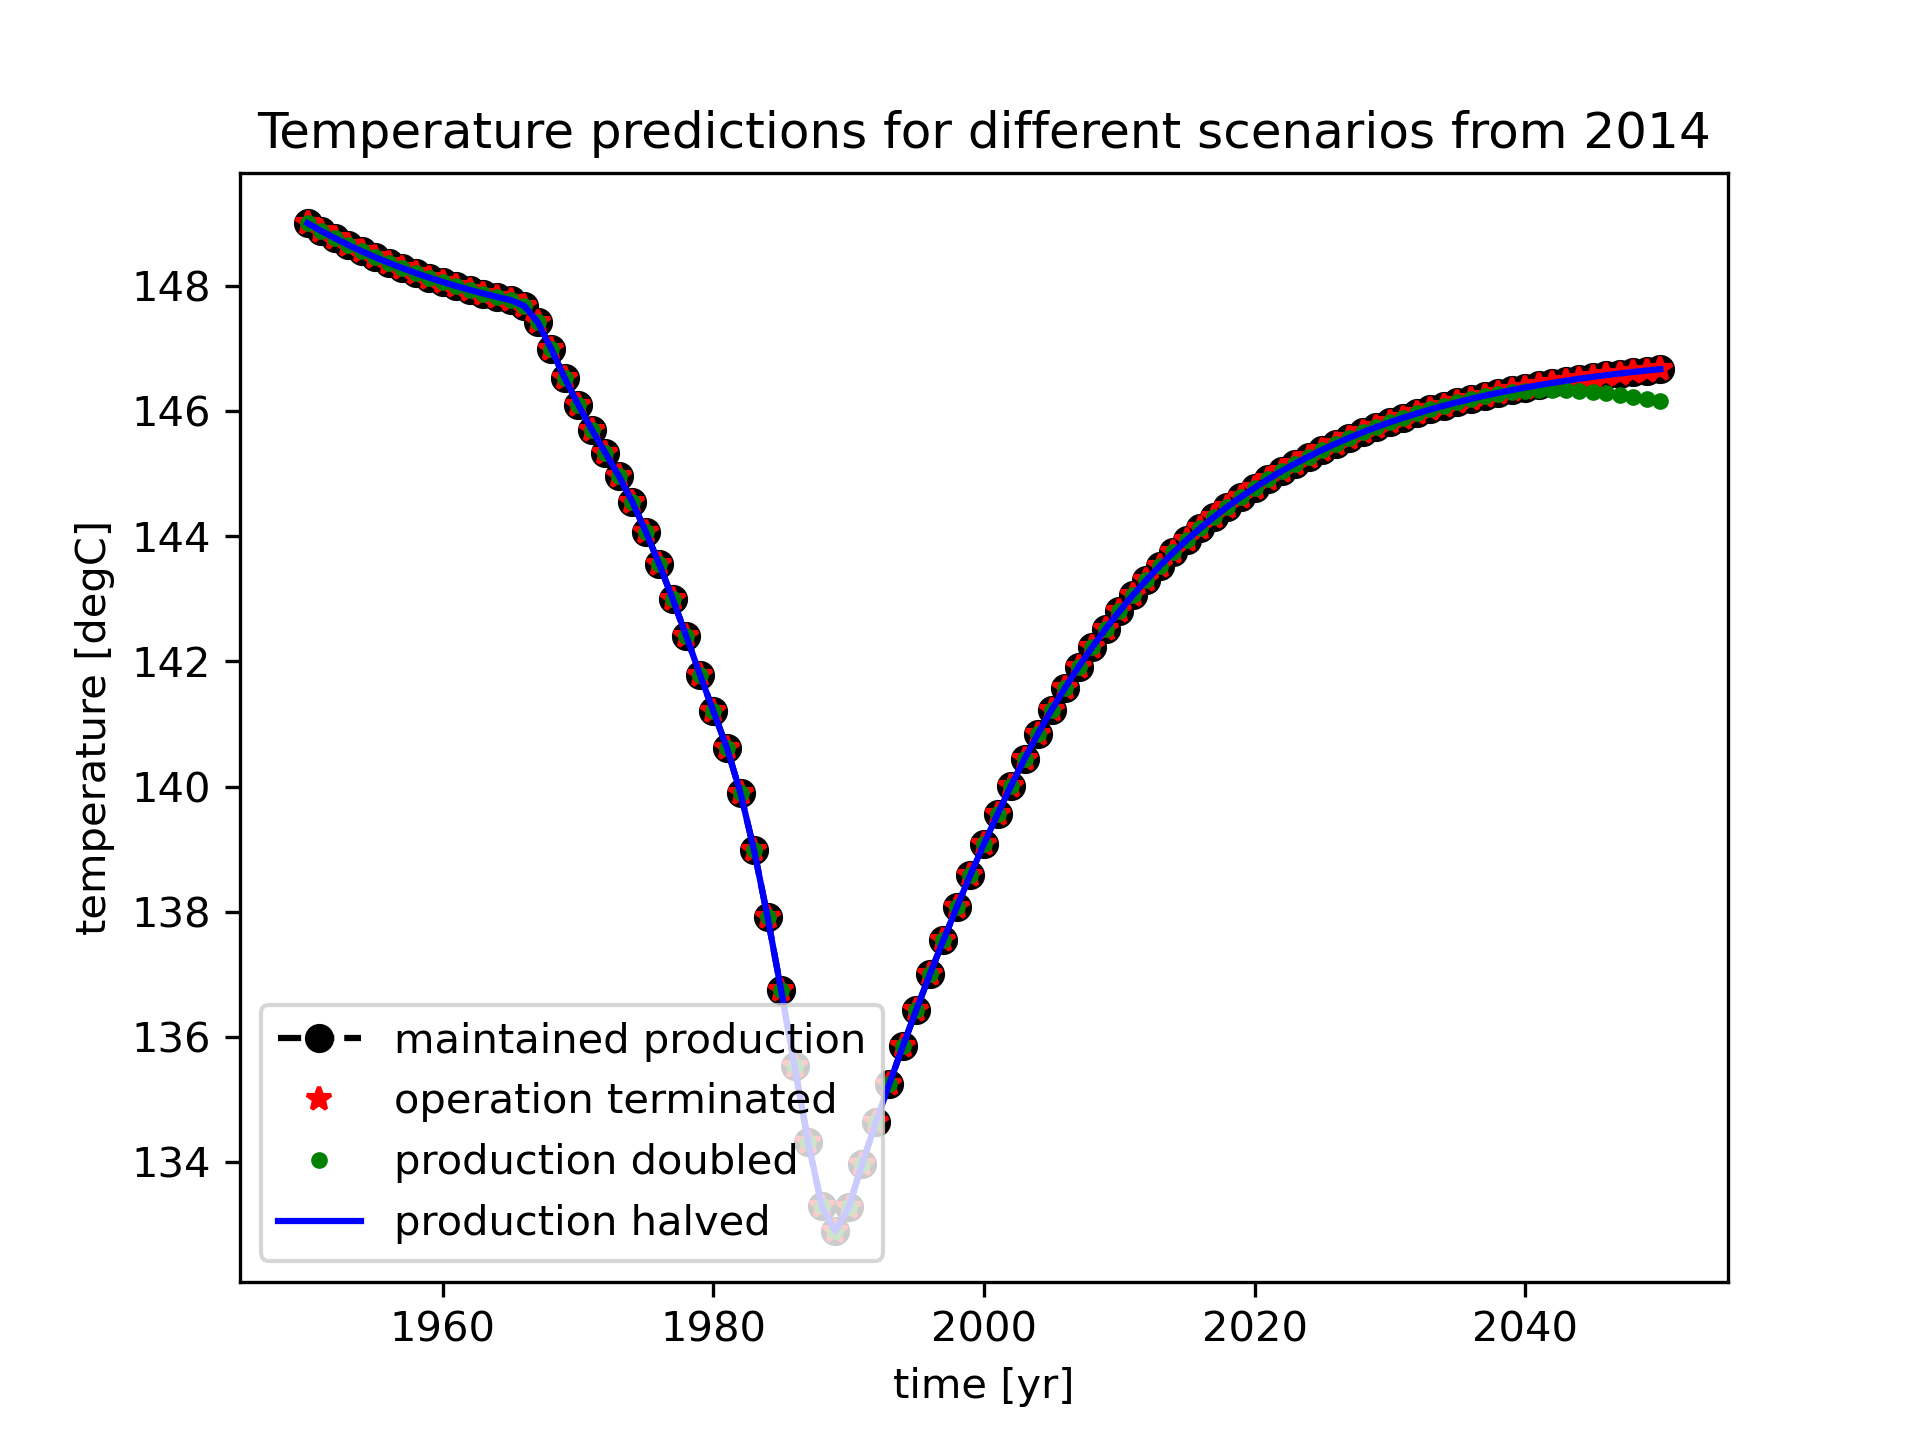 Temperature predictions for different scenarios from 2014
temperature [degC]
148
146
144
142
140
138
136
134
maintained production
operation terminated
production doubled
production halved
1960 1980 2000 2020 2040
time [yr]